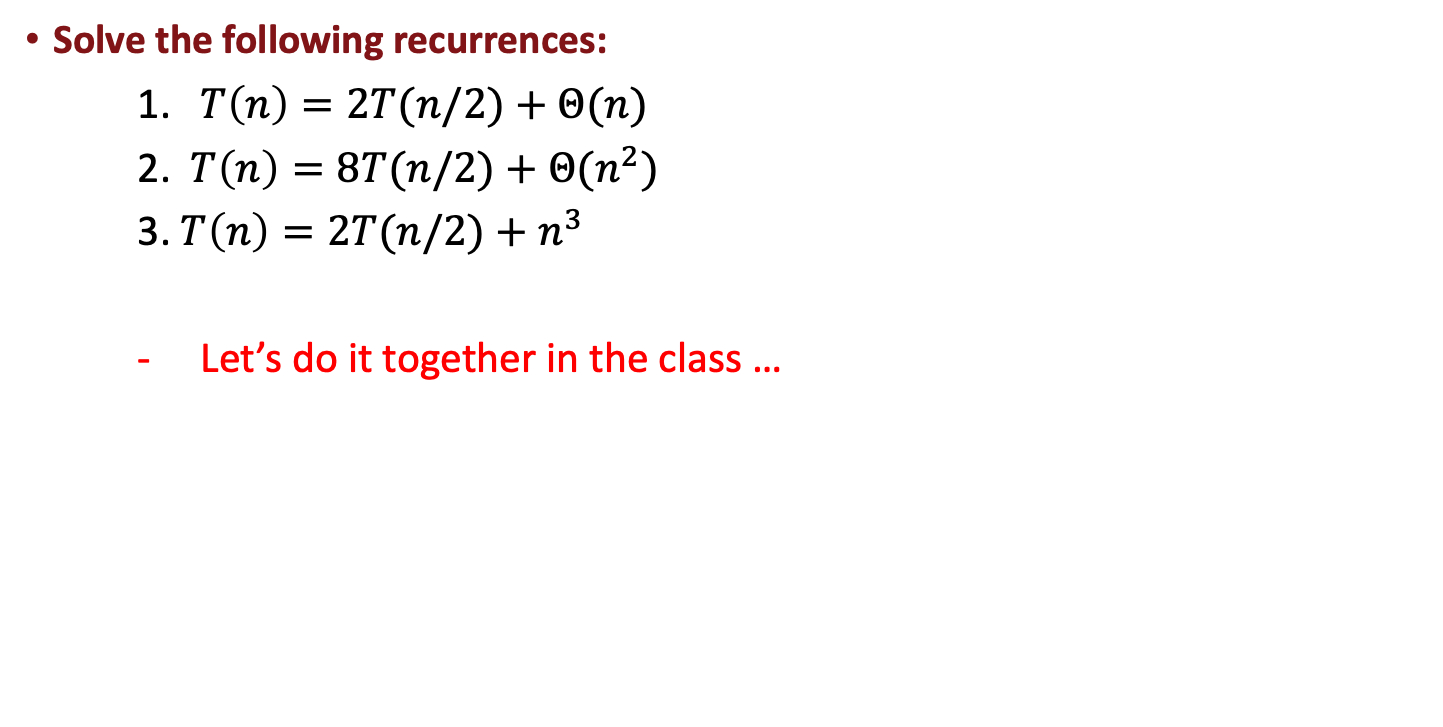 • Solve the following recurrences:
1. T(n) = 2T(n/2) + Θ(n)
2. T(n) = 8T(n/2) + Θ(n²)
3. T(n) = 2T(n/2) + n³
- Let’s do it together in the class ...